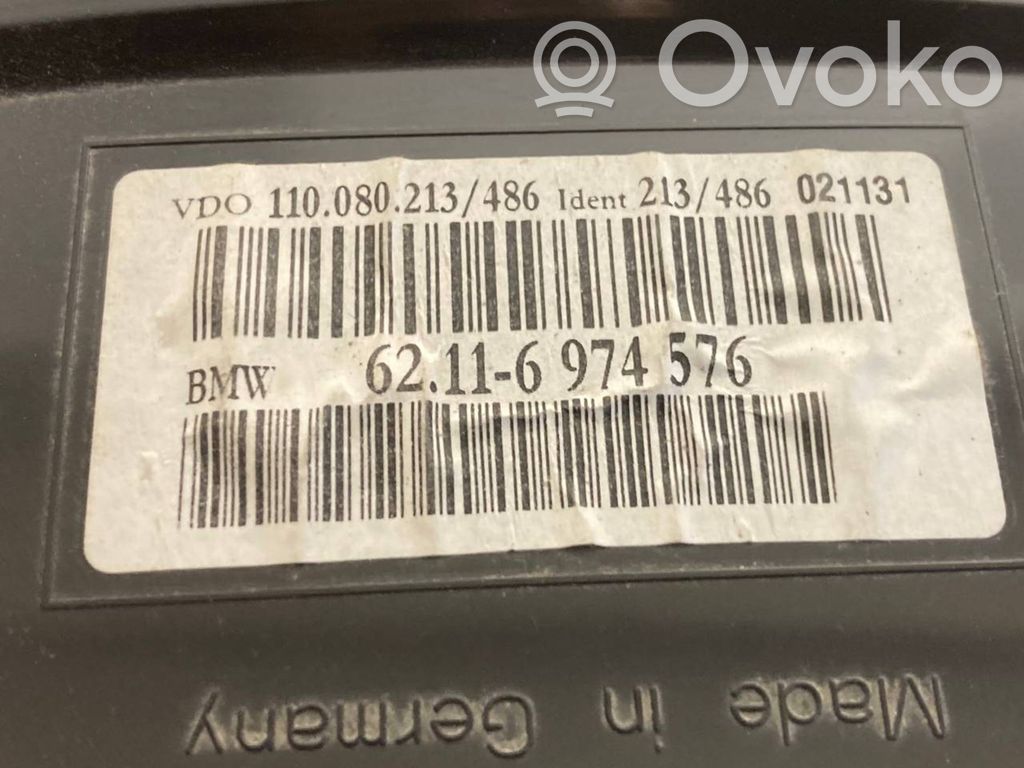 Ovoko
VDO 110.080.213/486 Ident 213/486 021131
BMW 62.11-6 974 576
Made in Germany